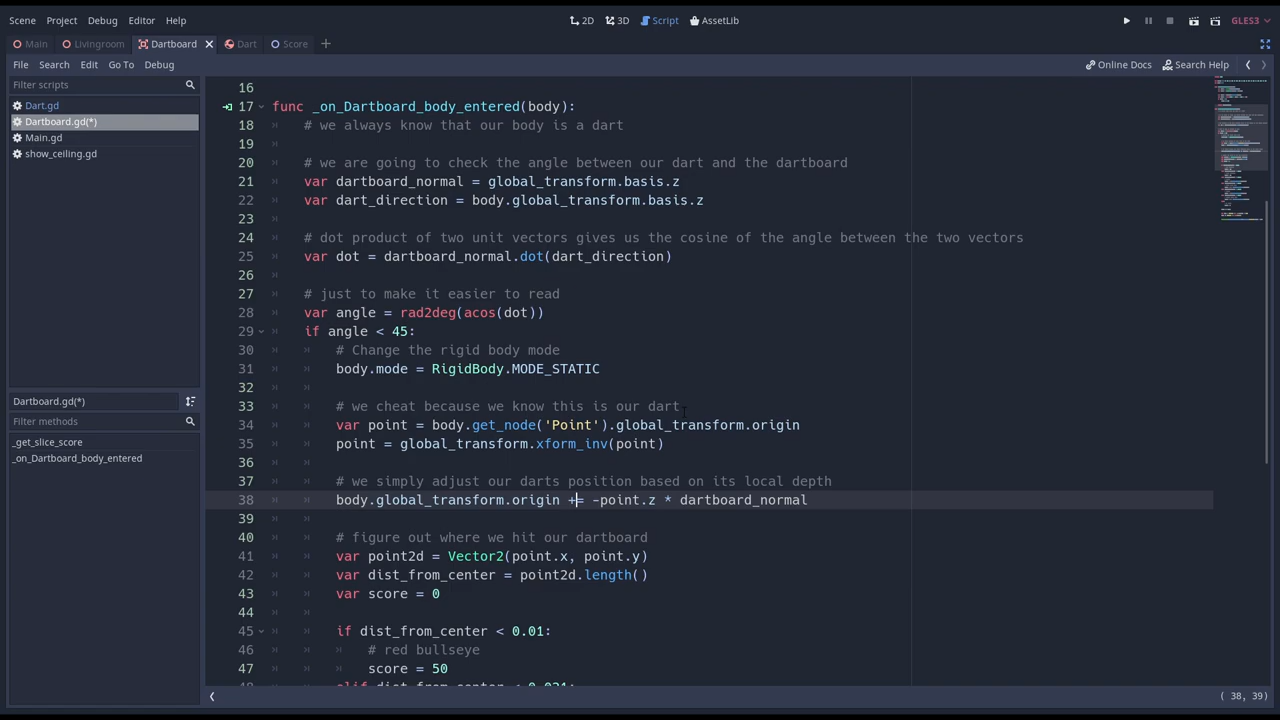 Scene Project Debug Editor Help 2D 3D Script AssetLib GLES3
Main Livingroom Dartboard Dart Score
File Search Edit Go To Debug Online Docs Search Help
Filter scripts
Dart.gd
Dartboard.gd(*)
Main.gd
show_ceiling.gd
Dartboard.gd(*)
Filter methods
_get_slice_score
_on_Dartboard_body_entered
16
17 func _on_Dartboard_body_entered(body):
18 # we always know that our body is a dart
19
20 # we are going to check the angle between our dart and the dartboard
21 var dartboard_normal = global_transform.basis.z
22 var dart_direction = body.global_transform.basis.z
23
24 # dot product of two unit vectors gives us the cosine of the angle between the two vectors
25 var dot = dartboard_normal.dot(dart_direction)
26
27 # just to make it easier to read
28 var angle = rad2deg(acos(dot))
29 if angle < 45:
30 # Change the rigid body mode
31 body.mode = RigidBody.MODE_STATIC
32
33 # we cheat because we know this is our dart
34 var point = body.get_node('Point').global_transform.origin
35 point = global_transform.xform_inv(point)
36
37 # we simply adjust our darts position based on its local depth
38 body.global_transform.origin += -point.z * dartboard_normal
39
40 # figure out where we hit our dartboard
41 var point2d = Vector2(point.x, point.y)
42 var dist_from_center = point2d.length()
43 var score = 0
44
45 if dist_from_center < 0.01:
46 # red bullseye
47 score = 50
( 38, 39)